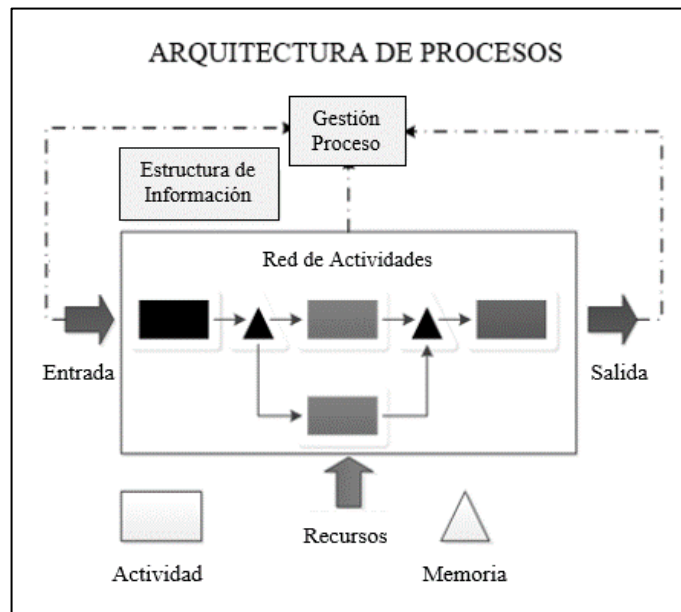 ARQUITECTURA DE PROCESOS
Gestión
Proceso
Estructura de
Información
Red de Actividades
Entrada
Salida
Recursos
Actividad
Memoria